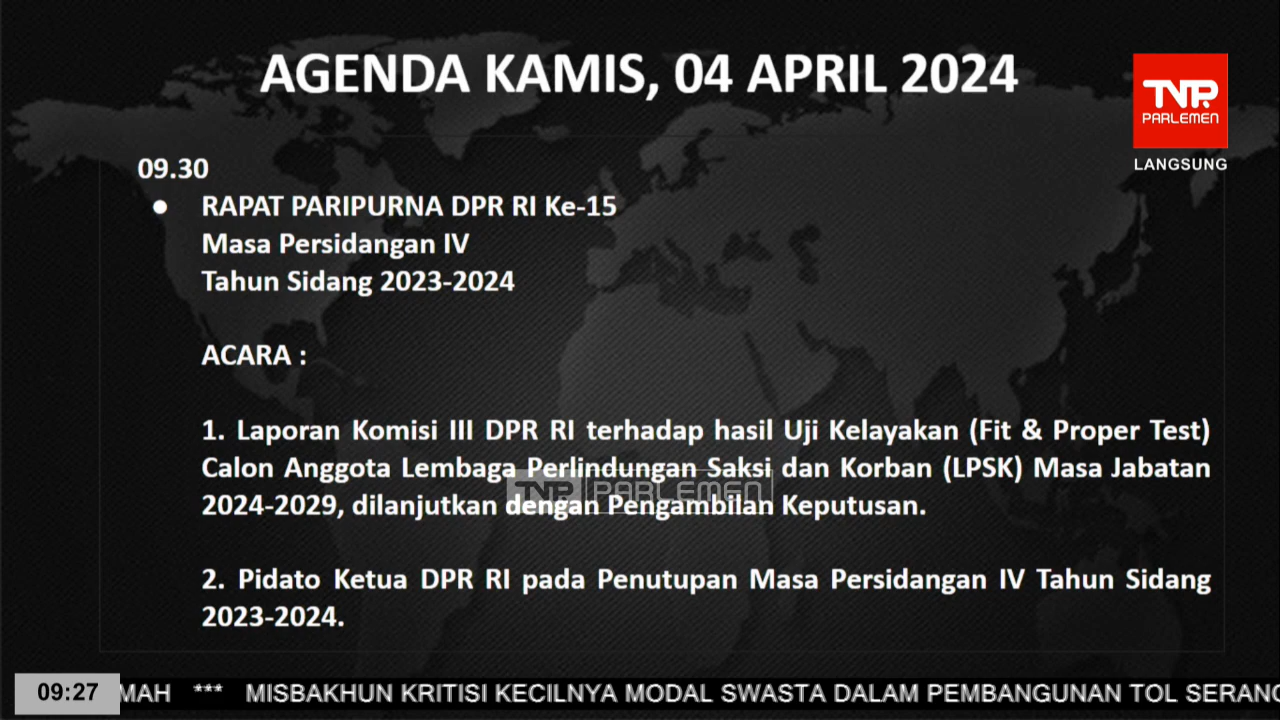 AGENDA KAMIS, 04 APRIL 2024
TVR
PARLEMEN
LANGSUNG
09.30
● RAPAT PARIPURNA DPR RI Ke-15
Masa Persidangan IV
Tahun Sidang 2023-2024
ACARA :
1. Laporan Komisi III DPR RI terhadap hasil Uji Kelayakan (Fit & Proper Test)
Calon Anggota Lembaga Perlindungan Saksi dan Korban (LPSK) Masa Jabatan
2024-2029, dilanjutkan dengan Pengambilan Keputusan.
TVR PARLEMEN
2. Pidato Ketua DPR RI pada Penutupan Masa Persidangan IV Tahun Sidang
2023-2024.
09:27 MAH *** MISBAKHUN KRITISI KECILNYA MODAL SWASTA DALAM PEMBANGUNAN TOL SERANG